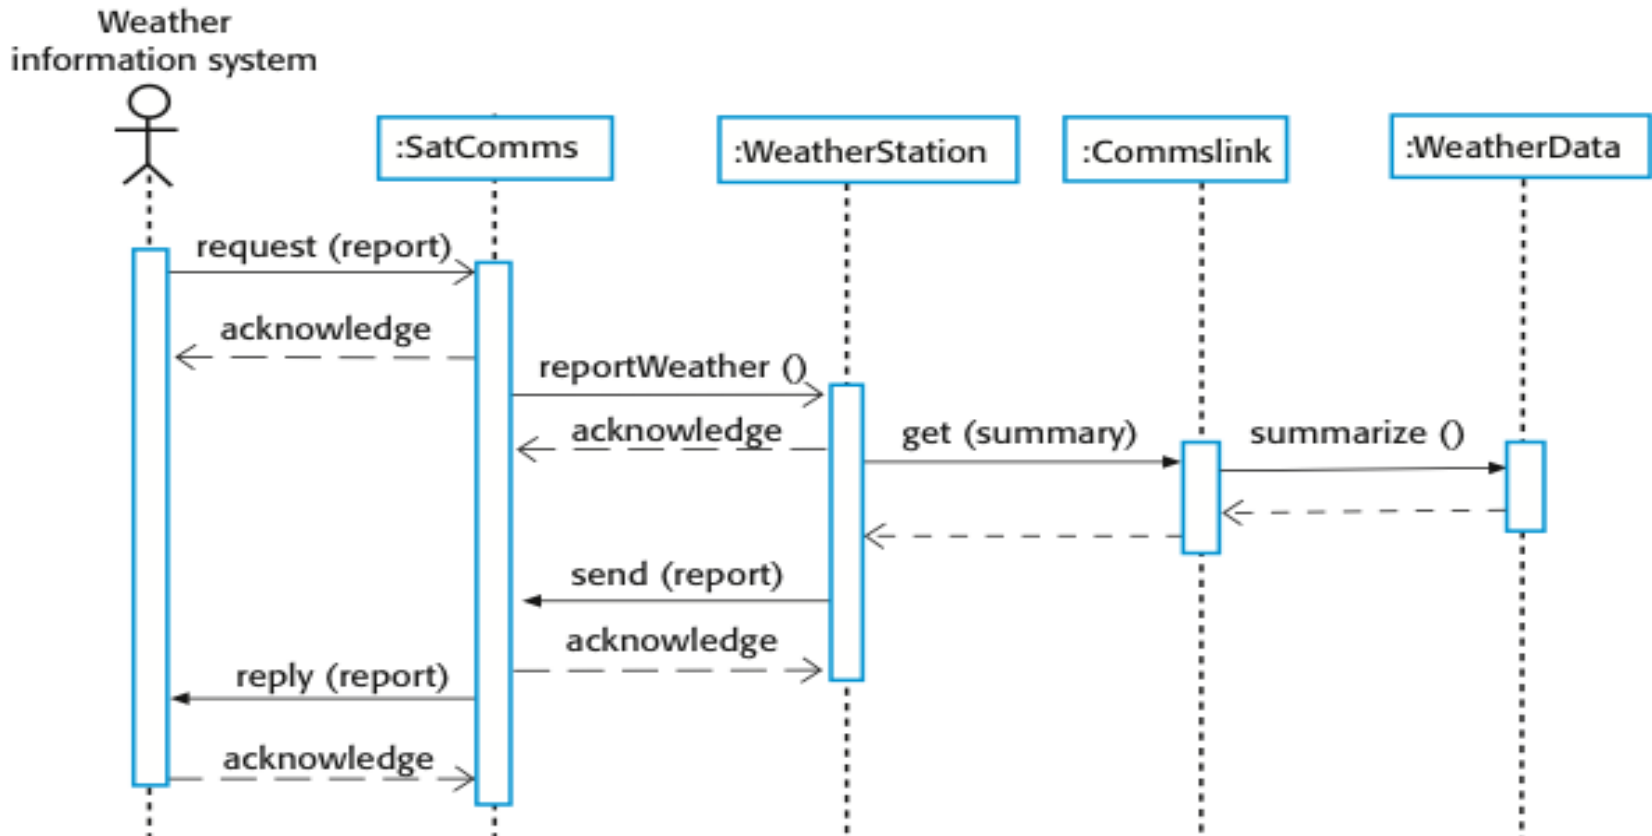 Weather
information system
:SatComms
:WeatherStation
:Commslink
:WeatherData
request (report)
acknowledge
reportWeather ()
acknowledge
get (summary)
summarize ()
send (report)
acknowledge
reply (report)
acknowledge